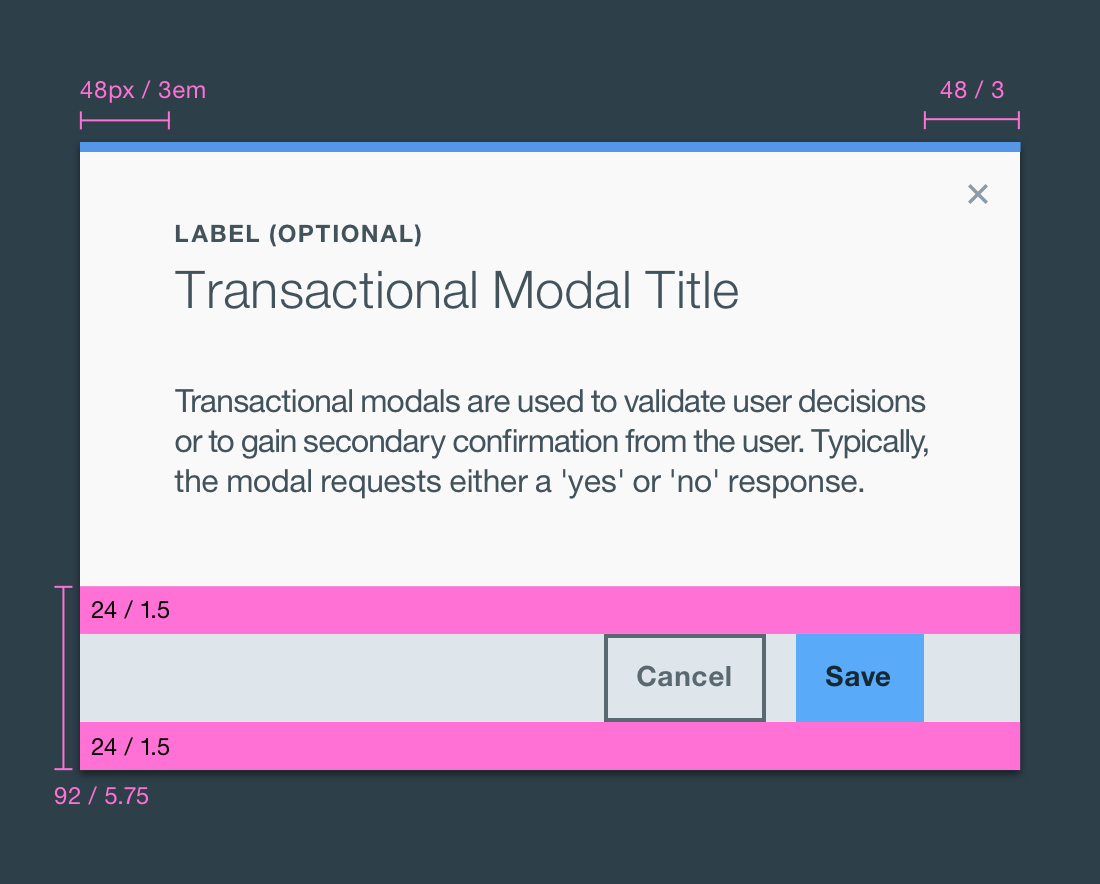 48px / 3em
48 / 3
LABEL (OPTIONAL)
Transactional Modal Title
Transactional modals are used to validate user decisions
or to gain secondary confirmation from the user. Typically,
the modal requests either a 'yes' or 'no' response.
24 / 1.5
Cancel
Save
24 / 1.5
92 / 5.75